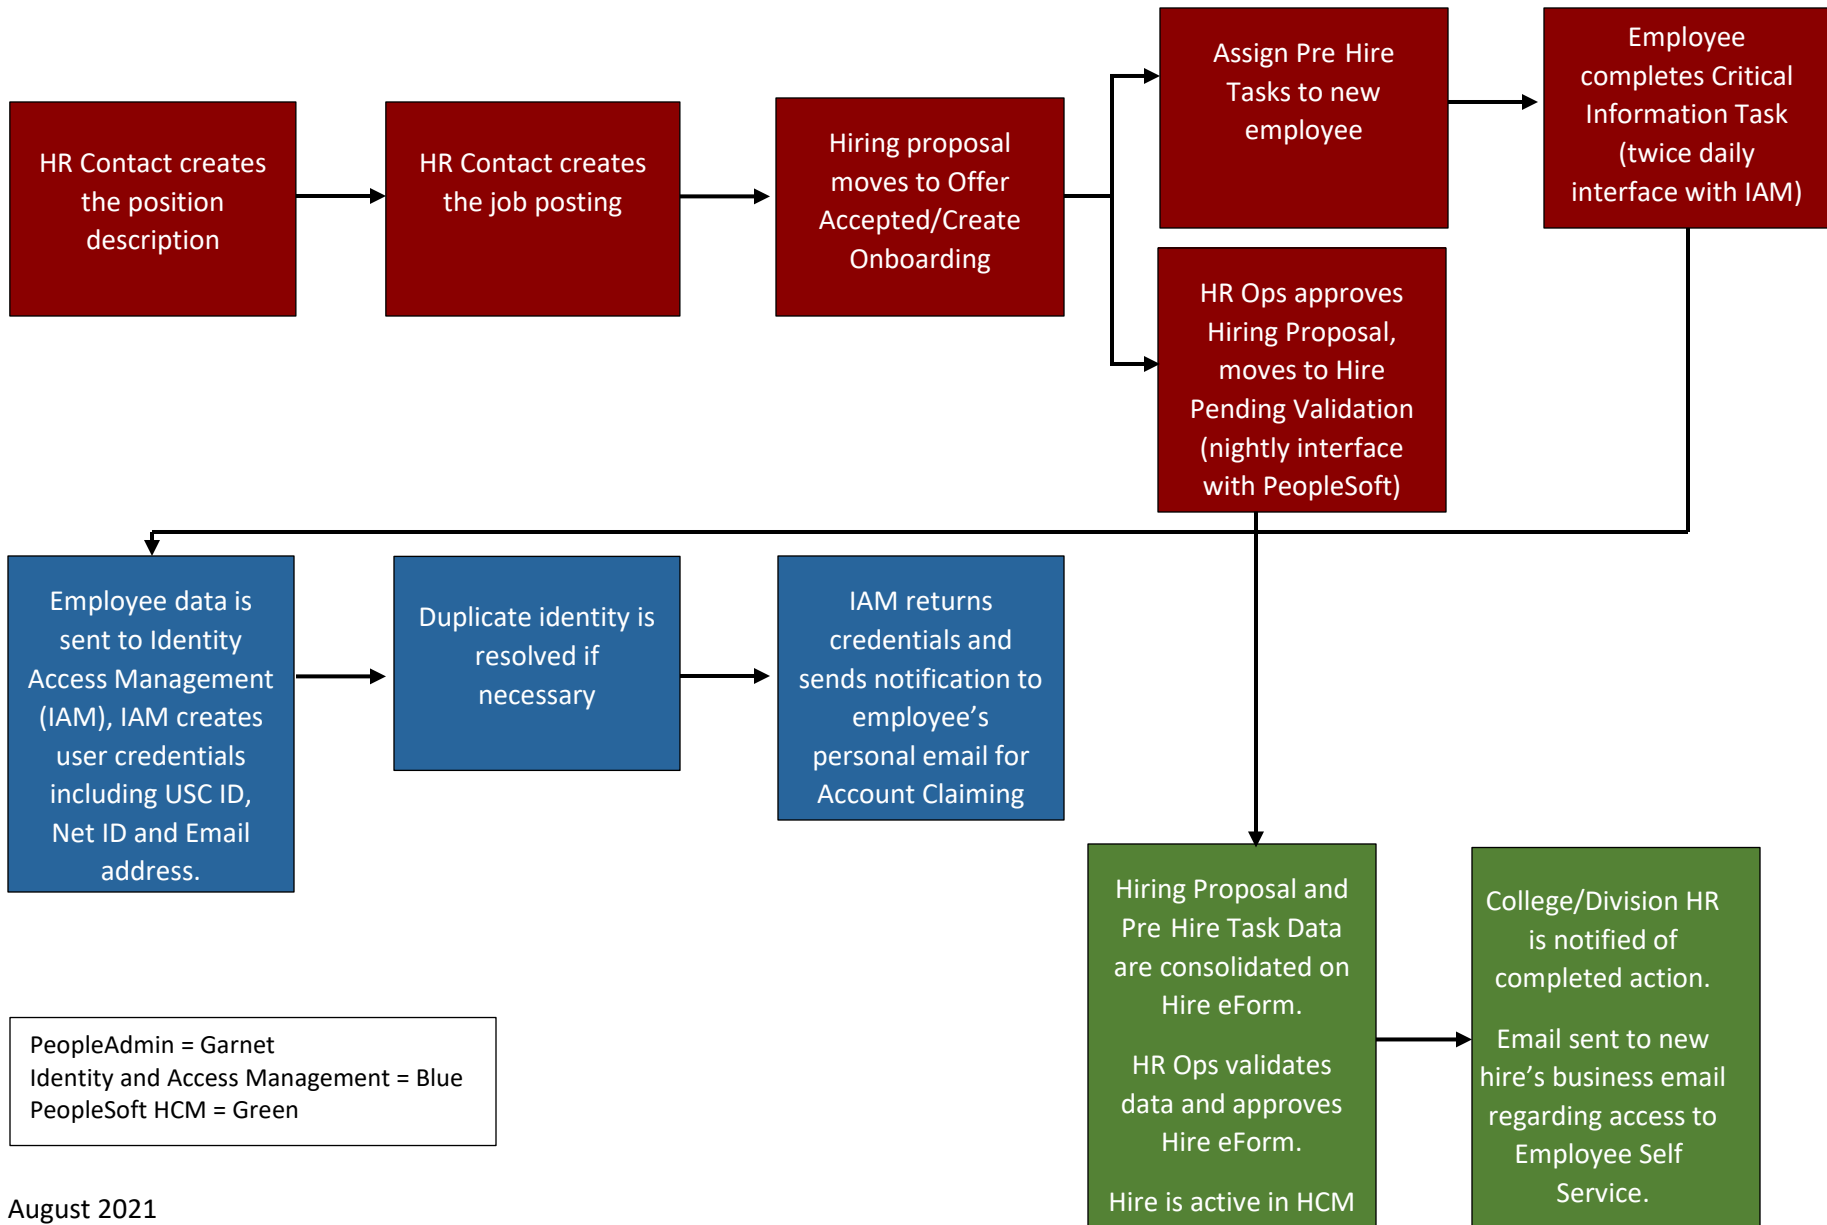 HR Contact creates
the position
description
HR Contact creates
the job posting
Hiring proposal
moves to Offer
Accepted/Create
Onboarding
Assign Pre Hire
Tasks to new
employee
Employee
completes Critical
Information Task
(twice daily
interface with IAM)
HR Ops approves
Hiring Proposal,
moves to Hire
Pending Validation
(nightly interface
with PeopleSoft)
Employee data is
sent to Identity
Access Management
(IAM), IAM creates
user credentials
including USC ID,
Net ID and Email
address.
Duplicate identity is
resolved if
necessary
IAM returns
credentials and
sends notification to
employee’s
personal email for
Account Claiming
Hiring Proposal and
Pre Hire Task Data
are consolidated on
Hire eForm.
HR Ops validates
data and approves
Hire eForm.
Hire is active in HCM
College/Division HR
is notified of
completed action.
Email sent to new
hire’s business email
regarding access to
Employee Self
Service.
PeopleAdmin = Garnet
Identity and Access Management = Blue
PeopleSoft HCM = Green
August 2021